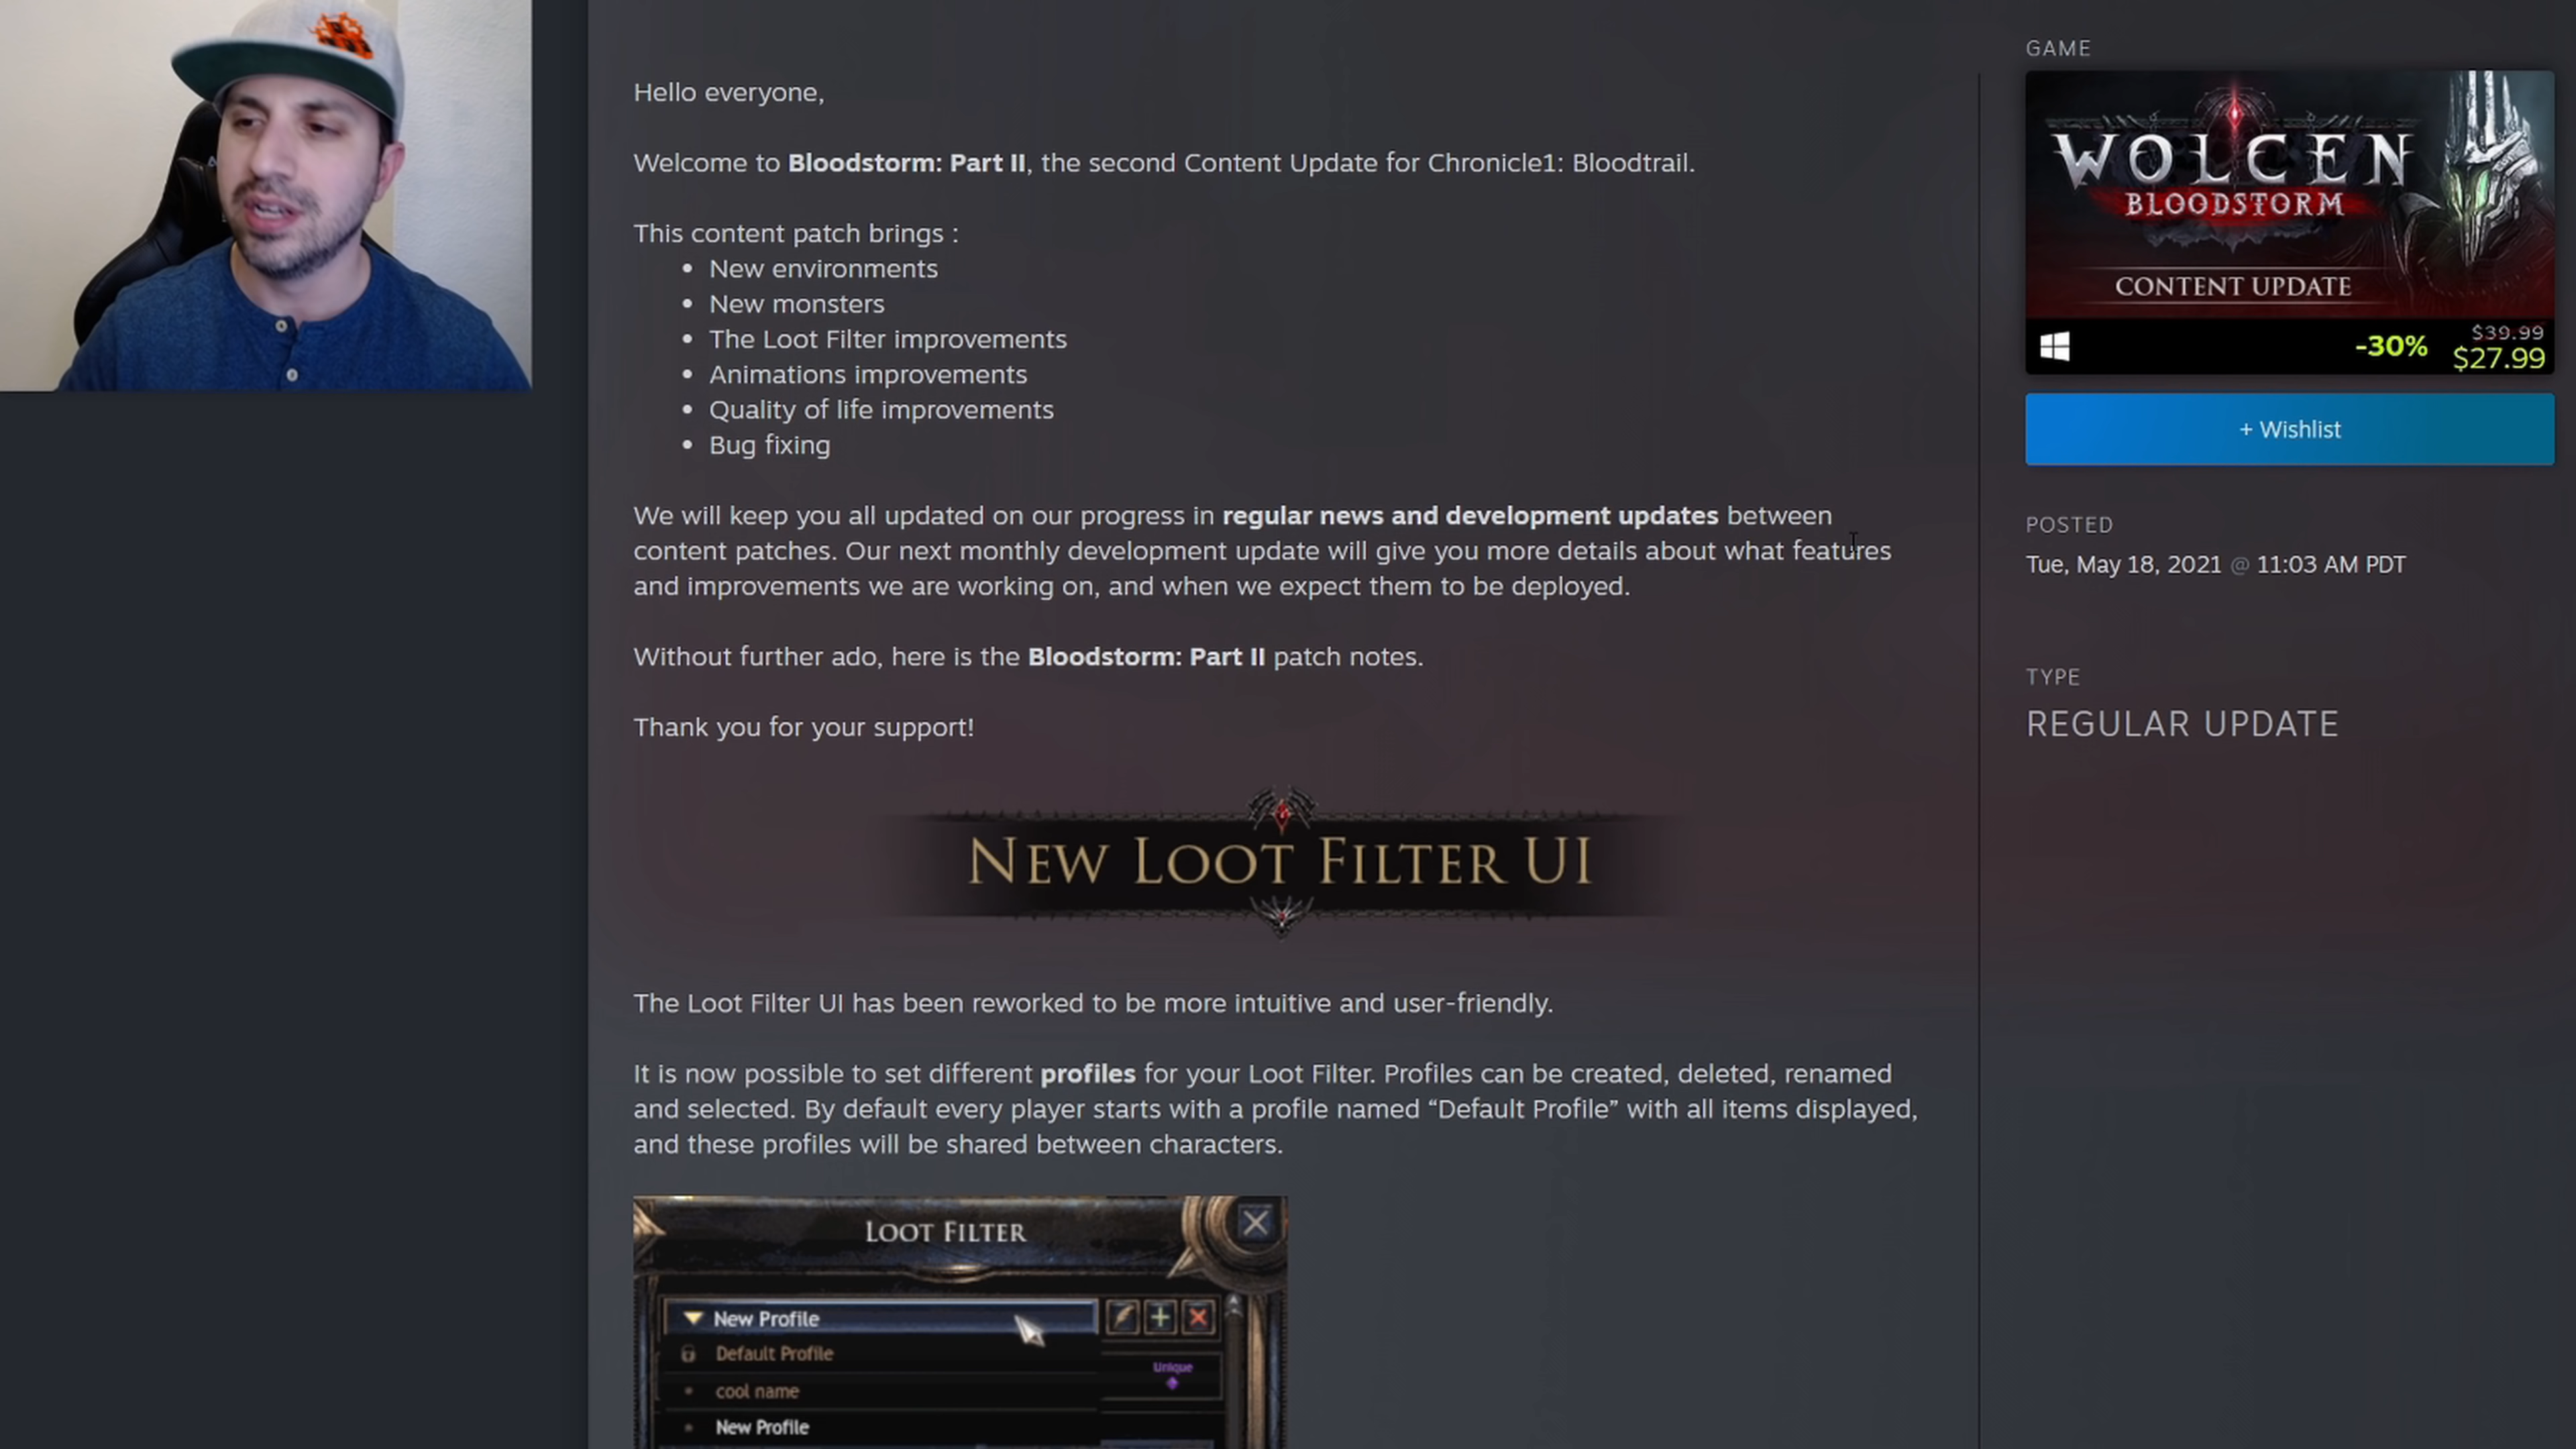 Hello everyone,
Welcome to Bloodstorm: Part II, the second Content Update for Chronicle1: Bloodtrail.
This content patch brings :
• New environments
• New monsters
• The Loot Filter improvements
• Animations improvements
• Quality of life improvements
• Bug fixing
We will keep you all updated on our progress in regular news and development updates between
content patches. Our next monthly development update will give you more details about what features
and improvements we are working on, and when we expect them to be deployed.
Without further ado, here is the Bloodstorm: Part II patch notes.
Thank you for your support!
NEW LOOT FILTER UI
The Loot Filter UI has been reworked to be more intuitive and user-friendly.
It is now possible to set different profiles for your Loot Filter. Profiles can be created, deleted, renamed
and selected. By default every player starts with a profile named “Default Profile” with all items displayed,
and these profiles will be shared between characters.
LOOT FILTER
New Profile
Default Profile
Unique
cool name
New Profile
GAME
WOLCEN
BLOODSTORM
CONTENT UPDATE
-30%
$39.99
$27.99
+ Wishlist
POSTED
Tue, May 18, 2021 @ 11:03 AM PDT
TYPE
REGULAR UPDATE